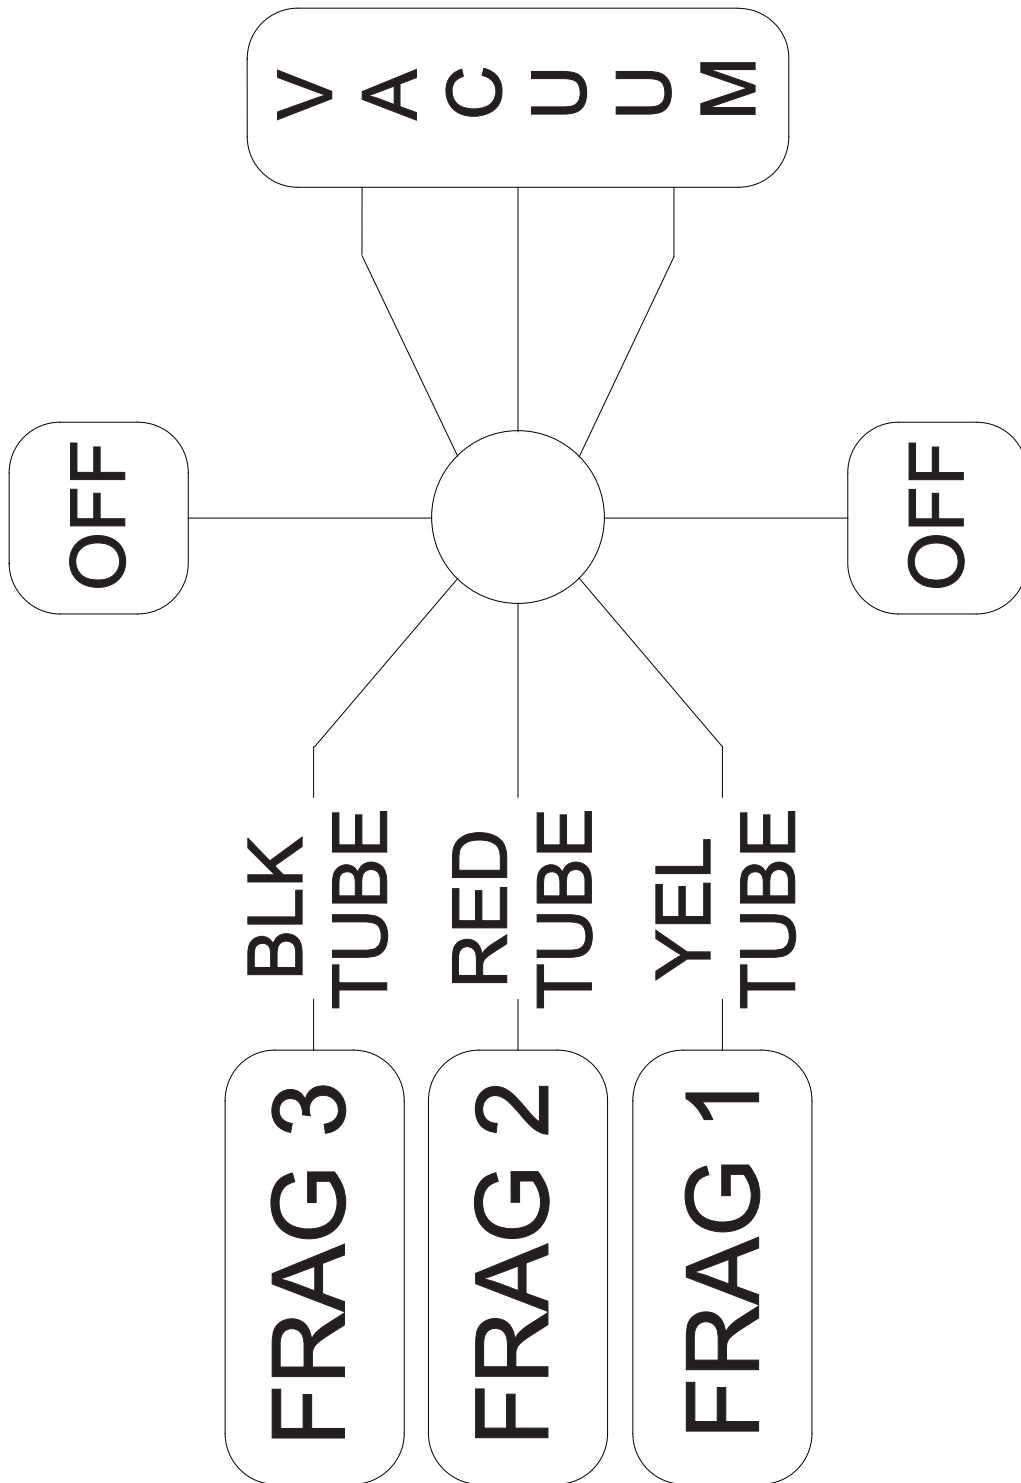 OFF
FRAG 3
BLK
TUBE
FRAG 2
RED
TUBE
FRAG 1
YEL
TUBE
VACUUM
OFF